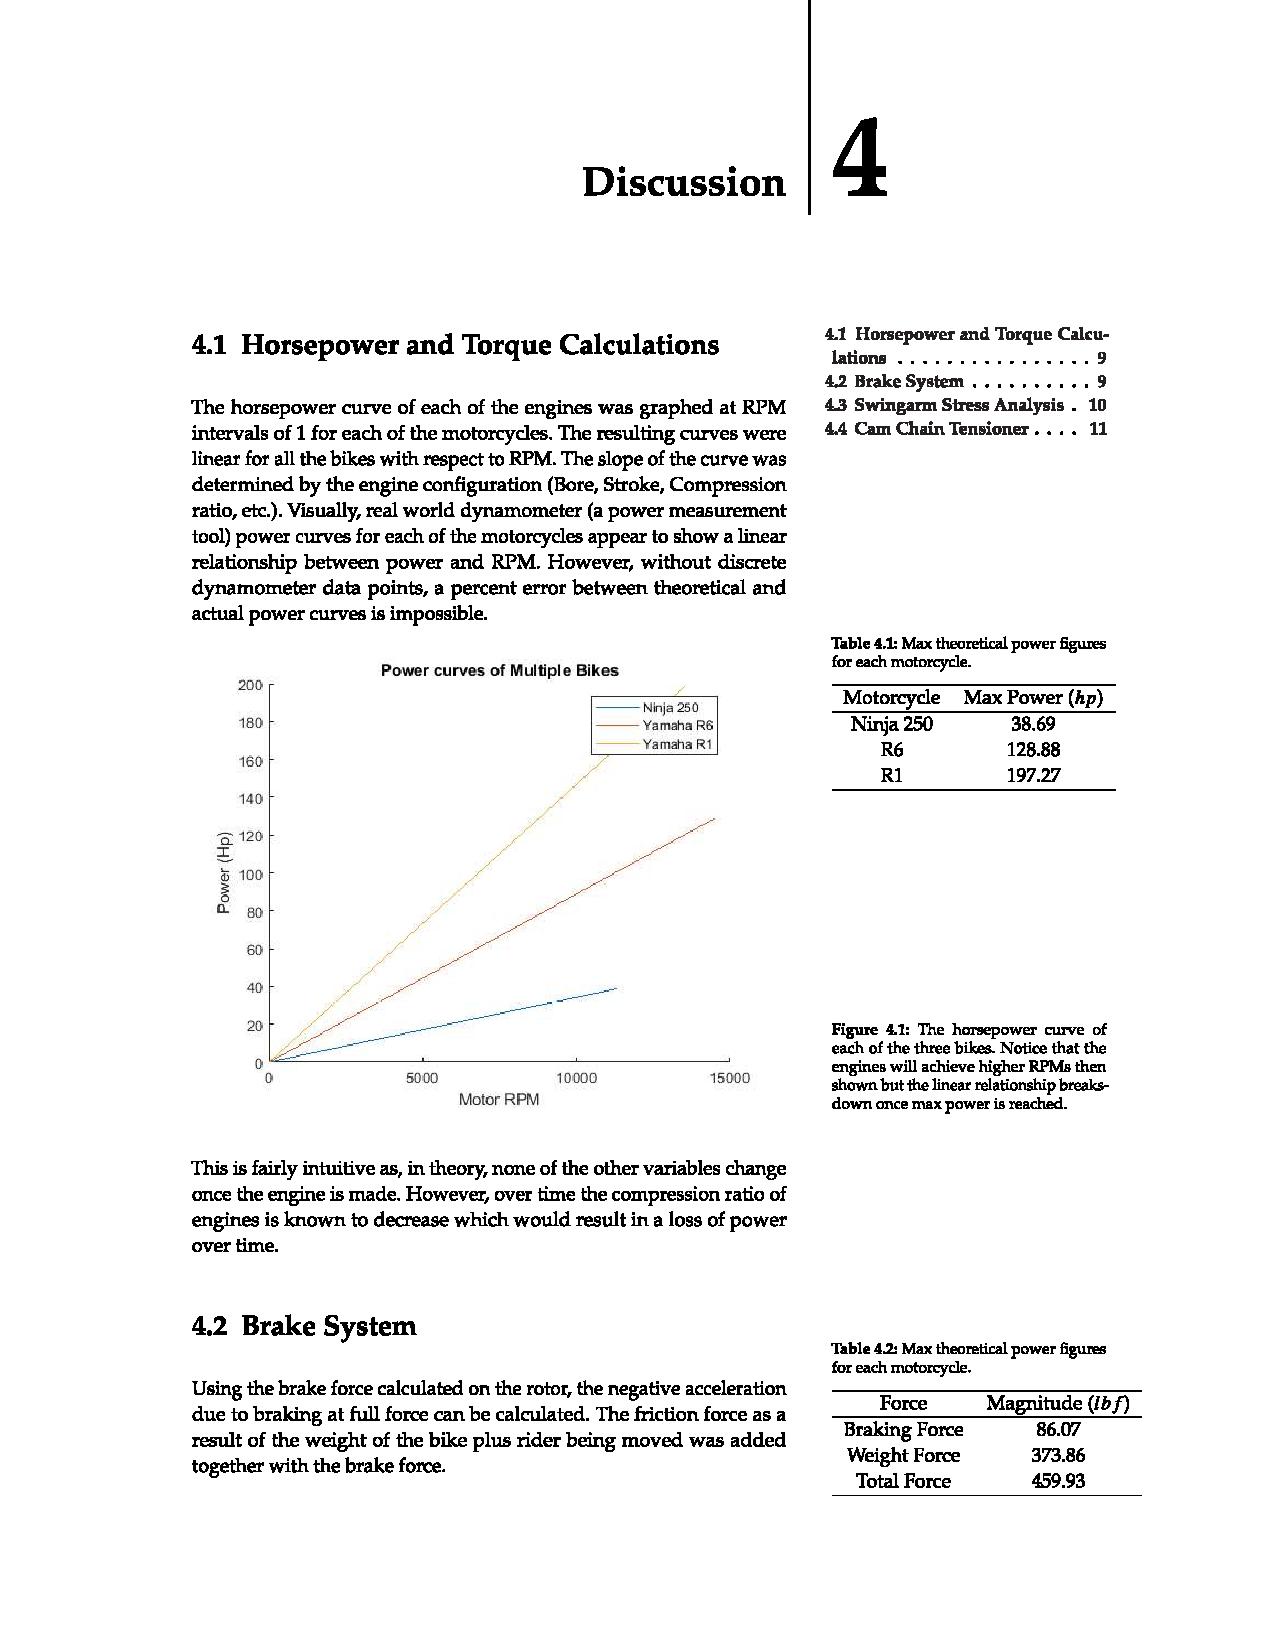 Discussion
4
4.1 Horsepower and Torque Calculations
The horsepower curve of each of the engines was graphed at RPM
intervals of 1 for each of the motorcycles. The resulting curves were
linear for all the bikes with respect to RPM. The slope of the curve was
determined by the engine configuration (Bore, Stroke, Compression
ratio, etc.). Visually, real world dynamometer (a power measurement
tool) power curves for each of the motorcycles appear to show a linear
relationship between power and RPM. However, without discrete
dynamometer data points, a percent error between theoretical and
actual power curves is impossible.
4.1 Horsepower and Torque Calcu-
lations . . . . . . . . . . . . . . . . 9
4.2 Brake System . . . . . . . . . . 9
4.3 Swingarm Stress Analysis . 10
4.4 Cam Chain Tensioner . . . . 11
Table 4.1: Max theoretical power figures
for each motorcycle.
Motorcycle Max Power (hp)
Ninja 250 38.69
R6 128.88
R1 197.27
Power curves of Multiple Bikes
Ninja 250
Yamaha R6
Yamaha R1
Power (Hp)
200
180
160
140
120
100
80
60
40
20
0
0 5000 10000 15000
Motor RPM
Figure 4.1: The horsepower curve of
each of the three bikes. Notice that the
engines will achieve higher RPMs then
shown but the linear relationship breaks-
down once max power is reached.
This is fairly intuitive as, in theory, none of the other variables change
once the engine is made. However, over time the compression ratio of
engines is known to decrease which would result in a loss of power
over time.
4.2 Brake System
Using the brake force calculated on the rotor, the negative acceleration
due to braking at full force can be calculated. The friction force as a
result of the weight of the bike plus rider being moved was added
together with the brake force.
Table 4.2: Max theoretical power figures
for each motorcycle.
Force Magnitude (lbf)
Braking Force 86.07
Weight Force 373.86
Total Force 459.93